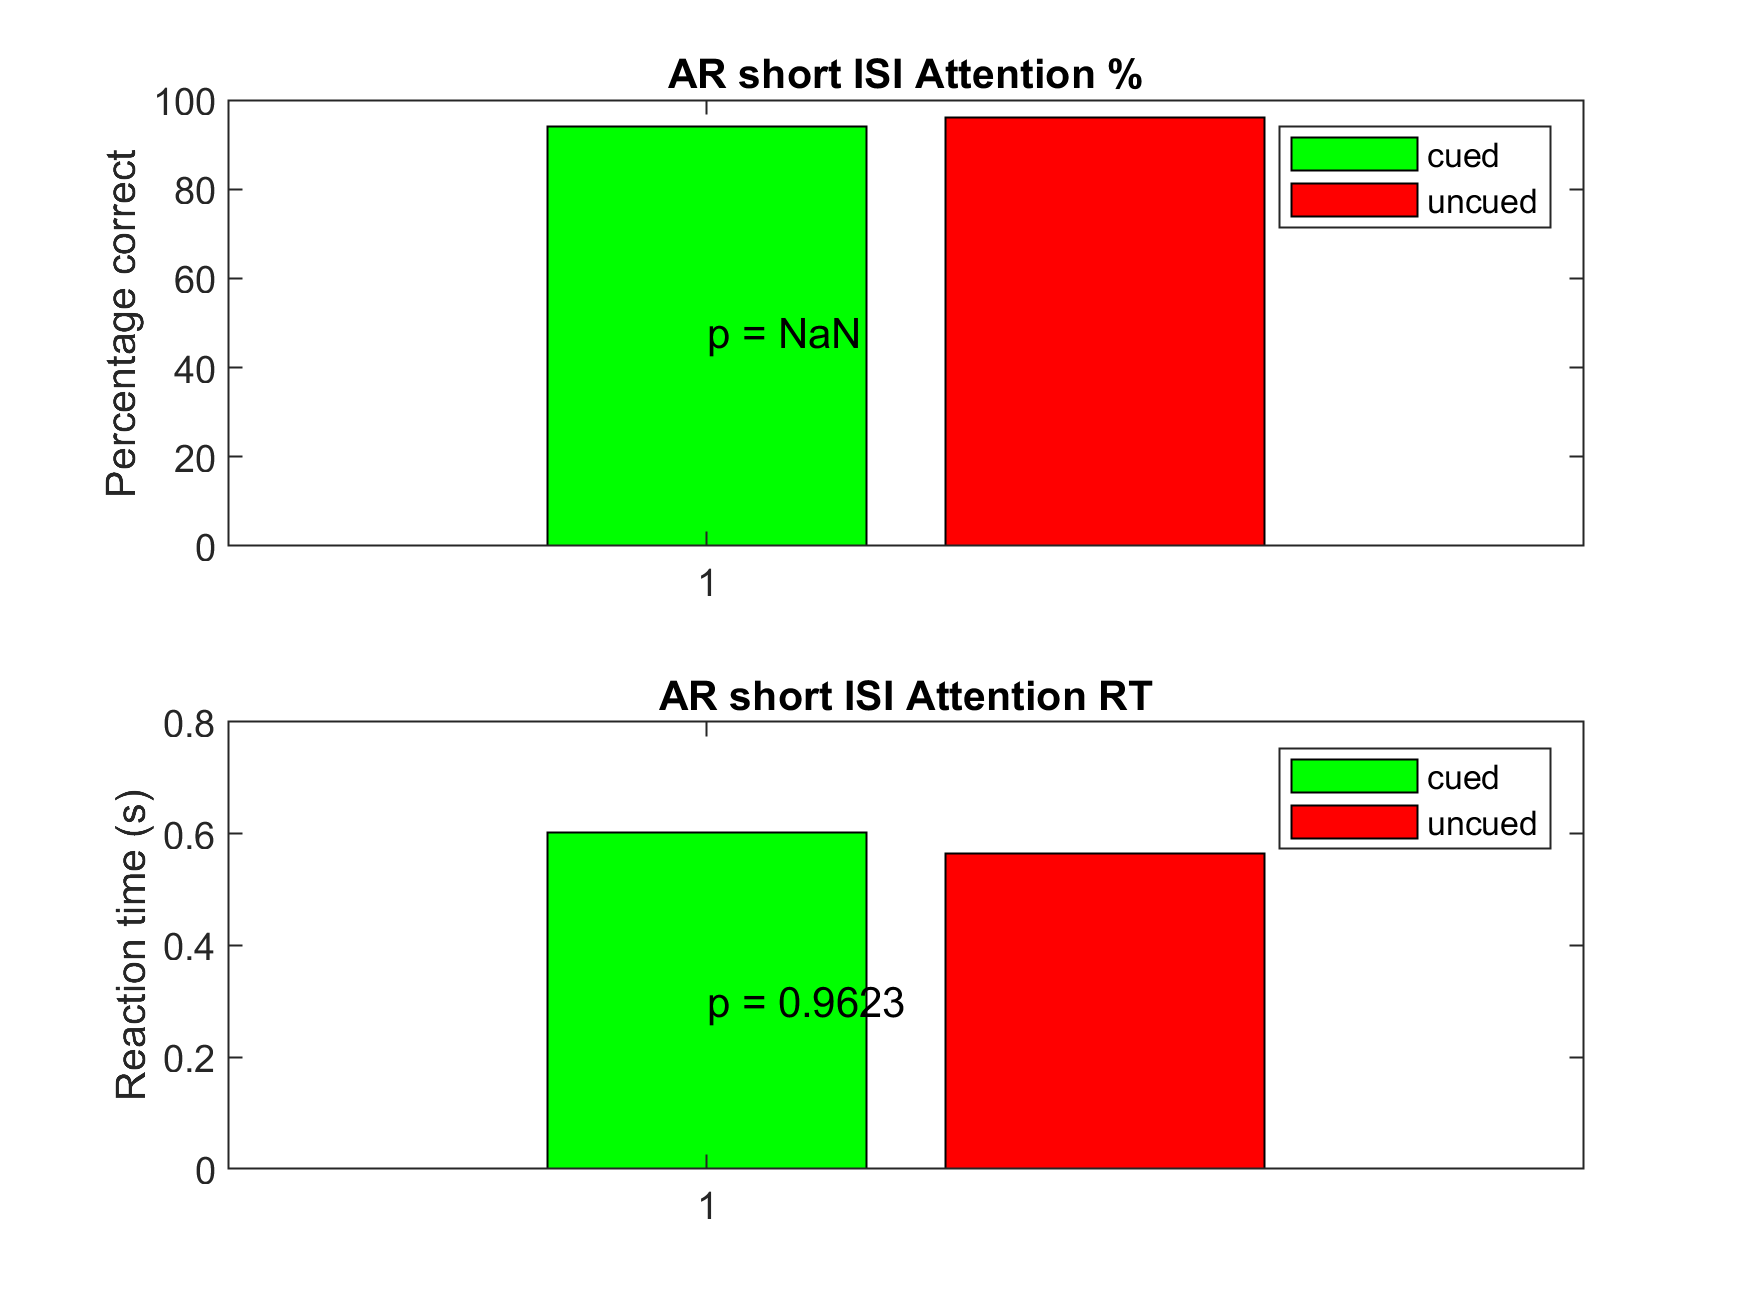 AR short ISI Attention %
Percentage correct
100
80
60
40
20
0
p = NaN
cued
uncued
1
AR short ISI Attention RT
Reaction time (s)
0.8
0.6
0.4
0.2
0
p = 0.9623
cued
uncued
1